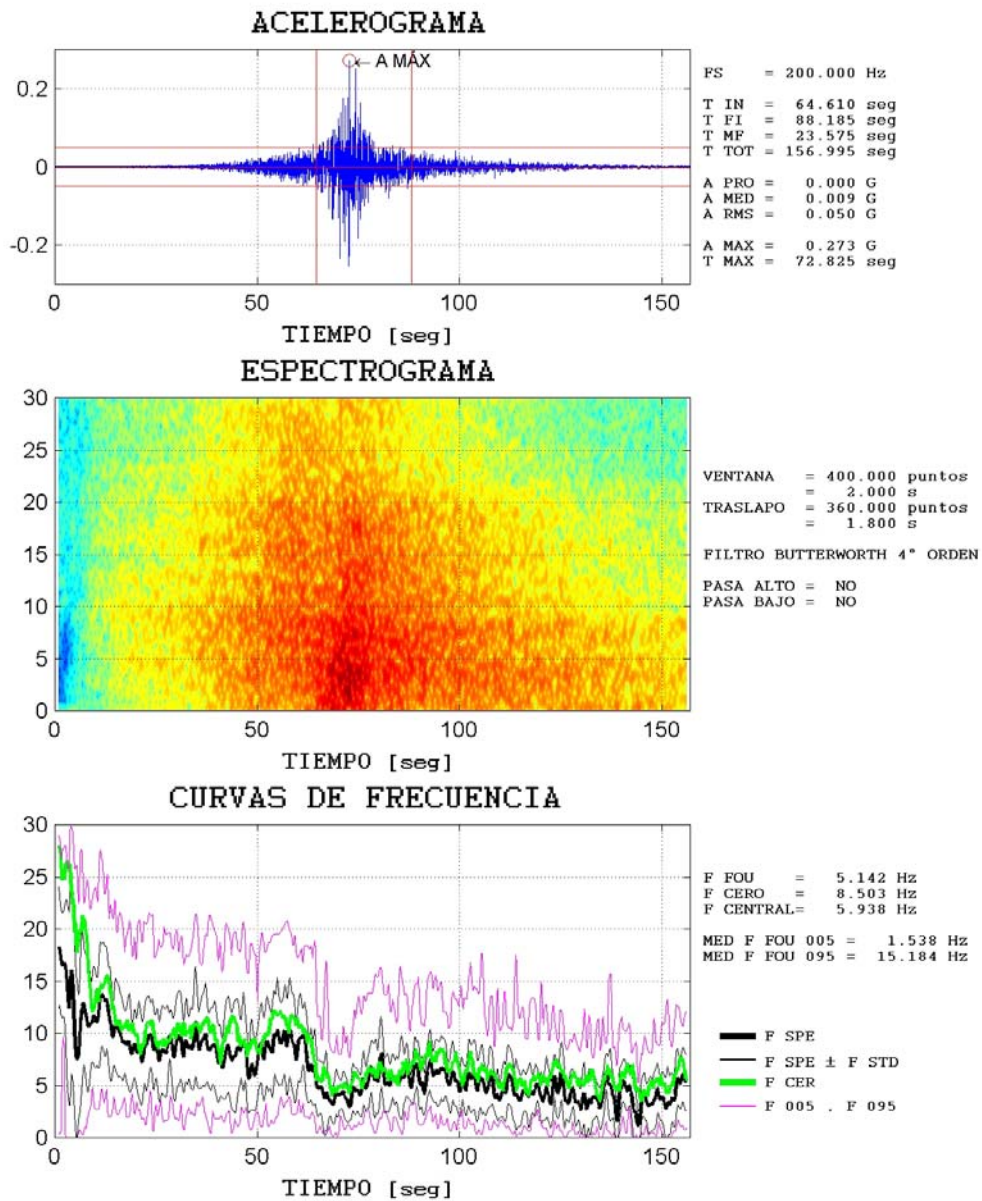 ACELEROGRAMA
← A MÁX
0.2
0
-0.2
0 50 100 150
TIEMPO [seg]
FS = 200.000 Hz
T IN = 64.610 seg
T FI = 88.185 seg
T MF = 23.575 seg
T TOT = 156.995 seg
A PRO = 0.000 G
A MED = 0.009 G
A RMS = 0.050 G
A MAX = 0.273 G
T MAX = 72.825 seg
ESPECTROGRAMA
30
25
20
15
10
5
0
0 50 100 150
TIEMPO [seg]
VENTANA = 400.000 puntos
= 2.000 s
TRASLAPO = 360.000 puntos
= 1.800 s
FILTRO BUTTERWORTH 4° ORDEN
PASA ALTO = NO
PASA BAJO = NO
CURVAS DE FRECUENCIA
30
25
20
15
10
5
0
0 50 100 150
TIEMPO [seg]
F FOU = 5.142 Hz
F CERO = 8.503 Hz
F CENTRAL= 5.938 Hz
MED F FOU 005 = 1.538 Hz
MED F FOU 095 = 15.184 Hz
F SPE
F SPE ± F STD
F CER
F 005 . F 095